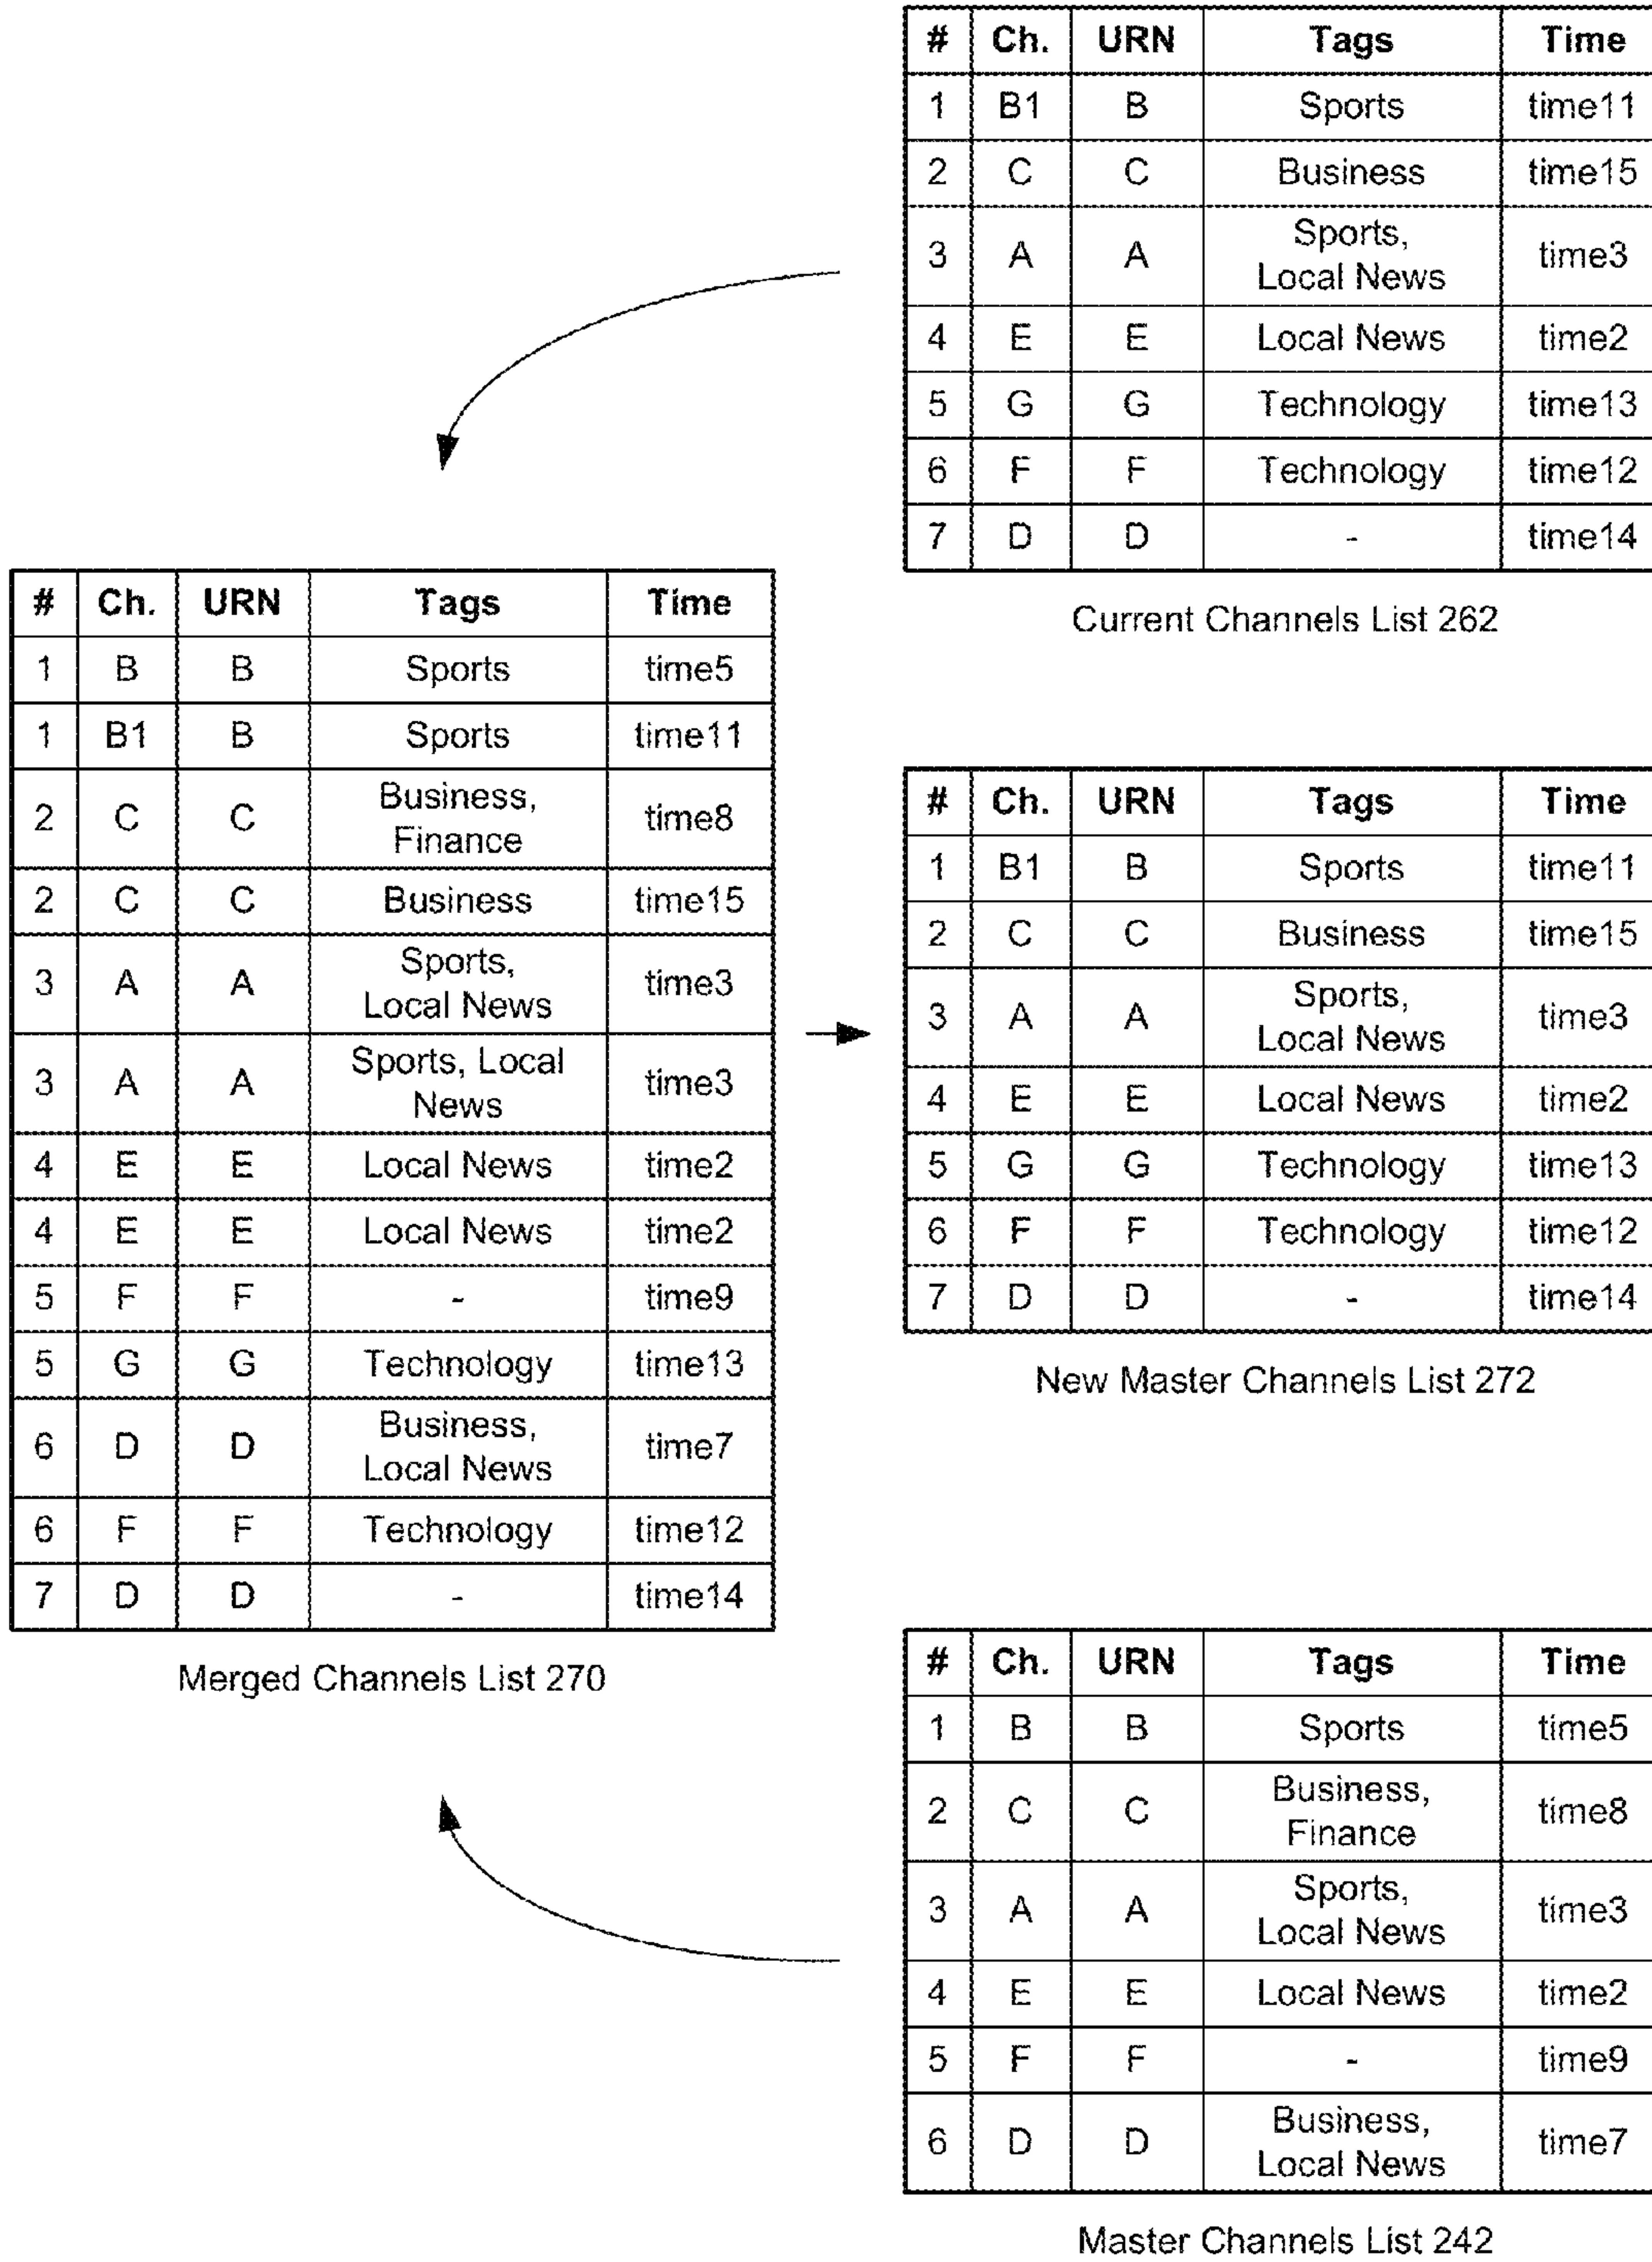 # Ch. URN Tags Time
1 B1 B Sports time11
2 C C Business time15
3 A A Sports,
Local News time3
4 E E Local News time2
5 G G Technology time13
6 F F Technology time12
7 D D - time14
Current Channels List 262
# Ch. URN Tags Time
1 B B Sports time5
1 B1 B Sports time11
2 C C Business,
Finance time8
2 C C Business time15
3 A A Sports,
Local News time3
3 A A Sports, Local
News time3
4 E E Local News time2
4 E E Local News time2
5 F F - time9
5 G G Technology time13
6 D D Business,
Local News time7
6 F F Technology time12
7 D D - time14
Merged Channels List 270
# Ch. URN Tags Time
1 B1 B Sports time11
2 C C Business time15
3 A A Sports,
Local News time3
4 E E Local News time2
5 G G Technology time13
6 F F Technology time12
7 D D - time14
New Master Channels List 272
# Ch. URN Tags Time
1 B B Sports time5
2 C C Business,
Finance time8
3 A A Sports,
Local News time3
4 E E Local News time2
5 F F - time9
6 D D Business,
Local News time7
Master Channels List 242